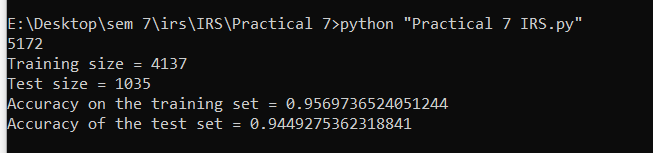 E:\Desktop\sem 7\irs\IRS\Practical 7>python "Practical 7 IRS.py"
5172
Training size = 4137
Test size = 1035
Accuracy on the training set = 0.9569736524051244
Accuracy of the test set = 0.9449275362318841